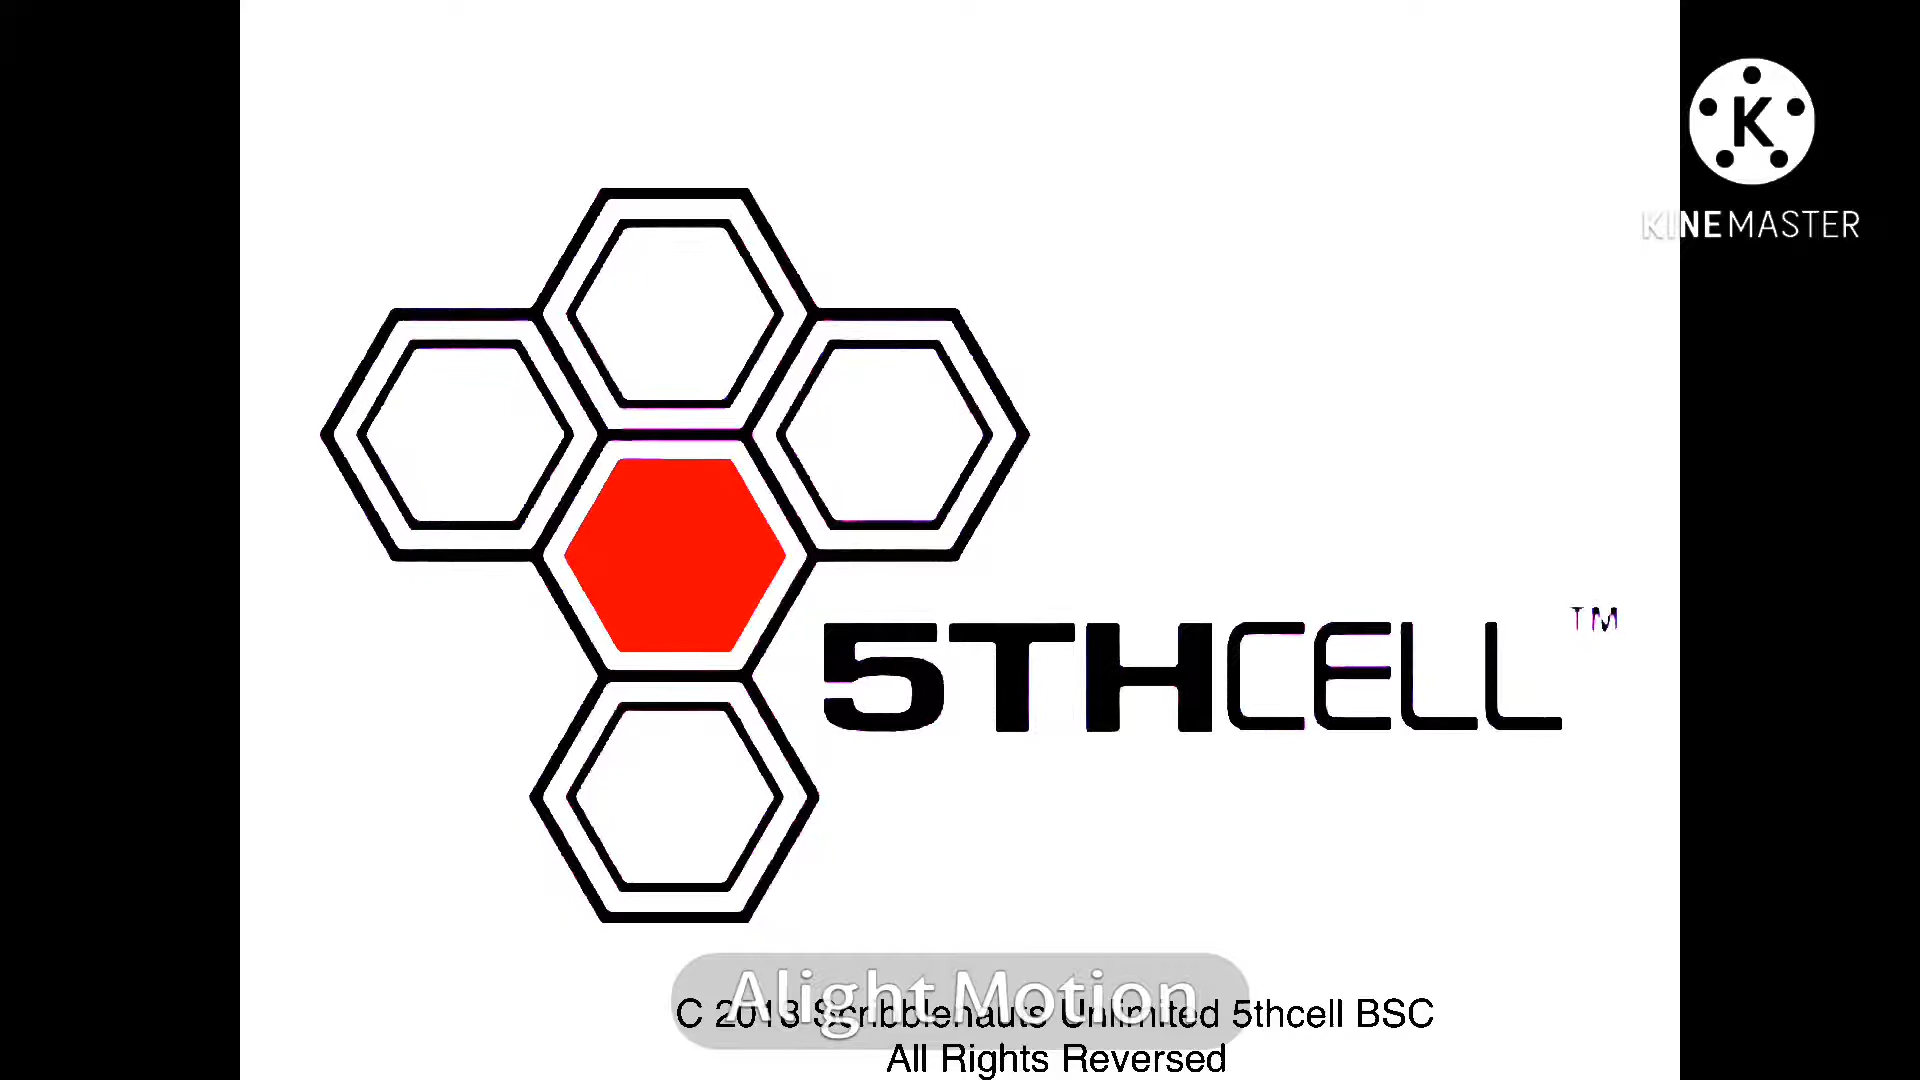 K
KINEMASTER
TM
5THCELL
Alight Motion
C 2013 Scribblenauts Unlimited 5thcell BSC
All Rights Reversed